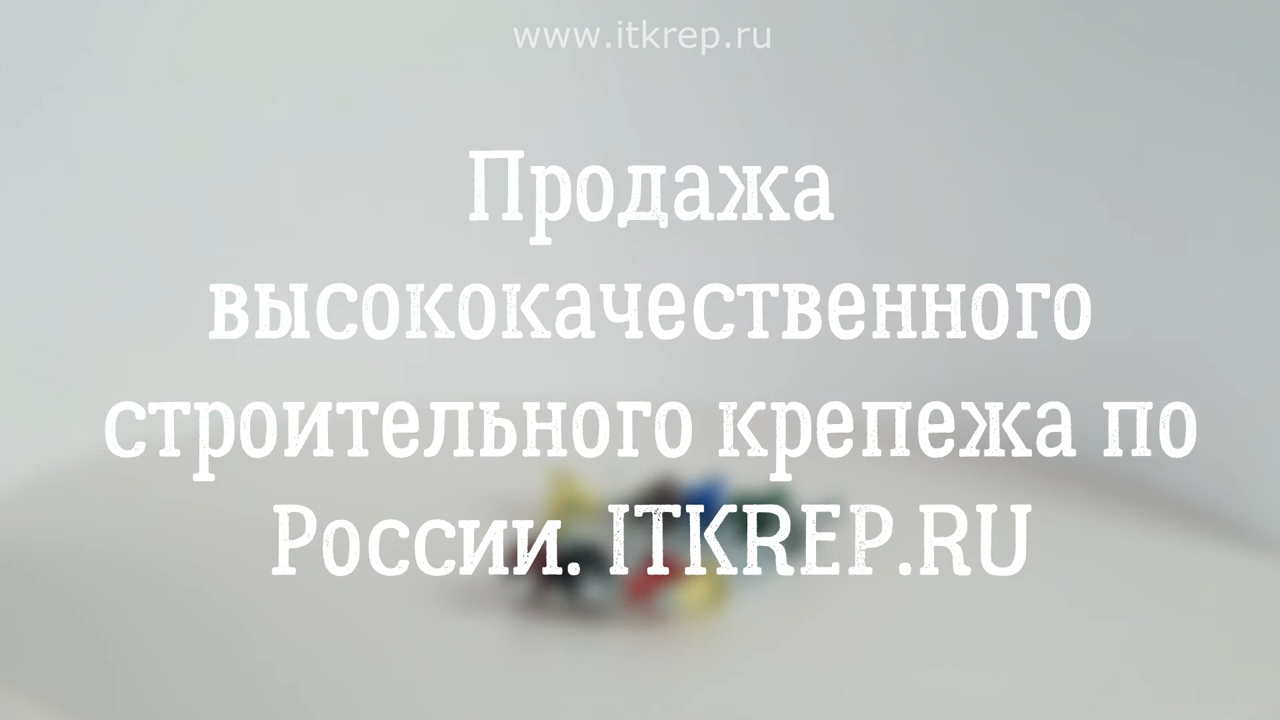 www.itkrep.ru
Продажа
высококачественного
строительного крепежа по
России. ITKREP.RU